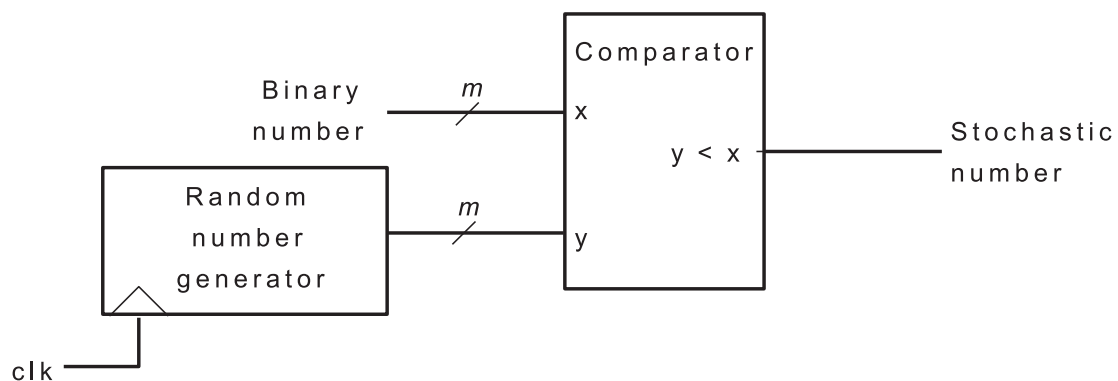 Comparator
Binary
number
m
x
y < x
Stochastic
number
Random
number
generator
m
y
clk